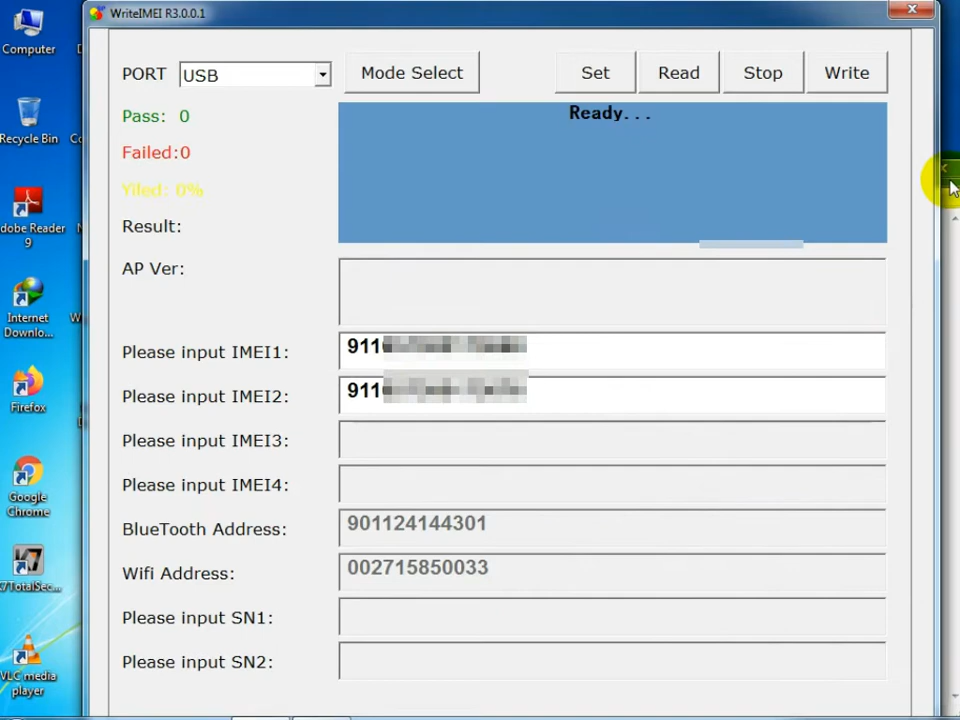 WriteIMEI R3.0.0.1
Computer
Recycle Bin
Adobe Reader
9
Internet
Downlo...
Firefox
Google
Chrome
K7TotalSec...
VLC media
player
PORT USB Mode Select Set Read Stop Write
Pass: 0
Ready...
Failed:0
Yiled: 0%
Result:
AP Ver:
Please input IMEI1: 911
Please input IMEI2: 911
Please input IMEI3:
Please input IMEI4:
BlueTooth Address: 901124144301
Wifi Address: 002715850033
Please input SN1:
Please input SN2: